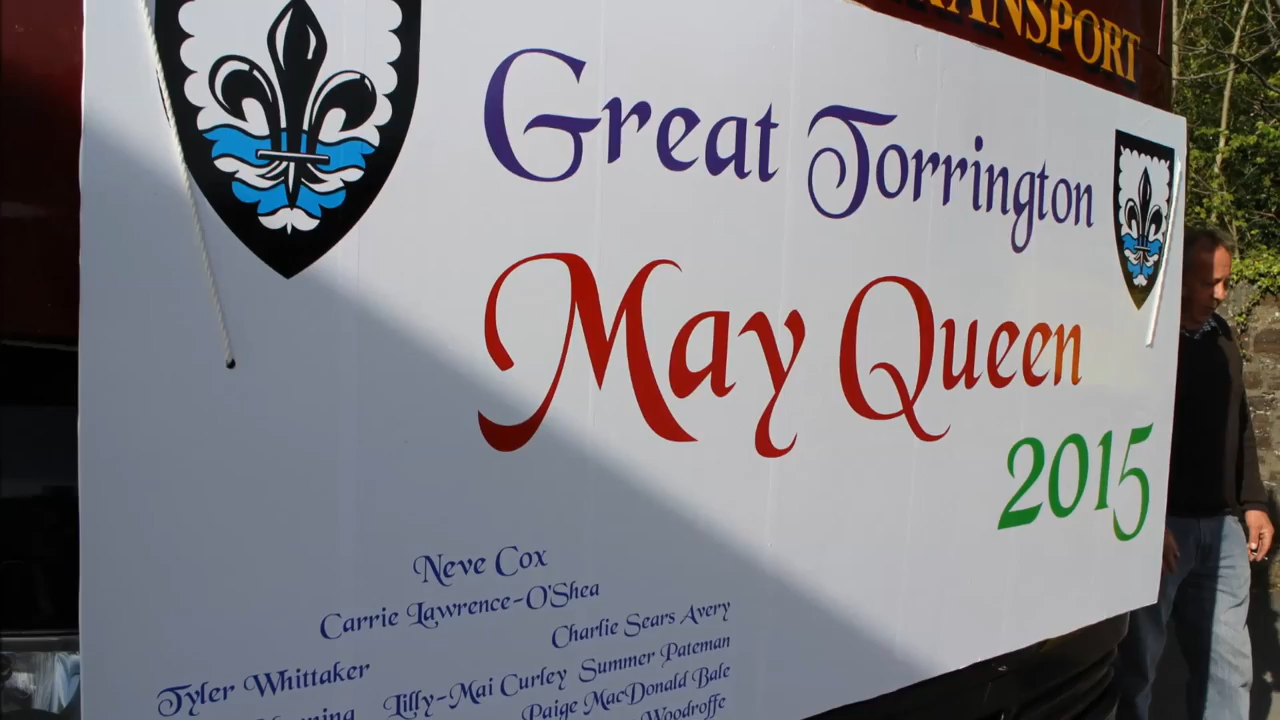 TRANSPORT
Great Torrington
May Queen
2015
Neve Cox
Carrie Lawrence-O'Shea
Charlie Sears Avery
Tyler Whittaker
Lilly-Mai Curley Summer Pateman
Paige MacDonald Bale
Woodroffe